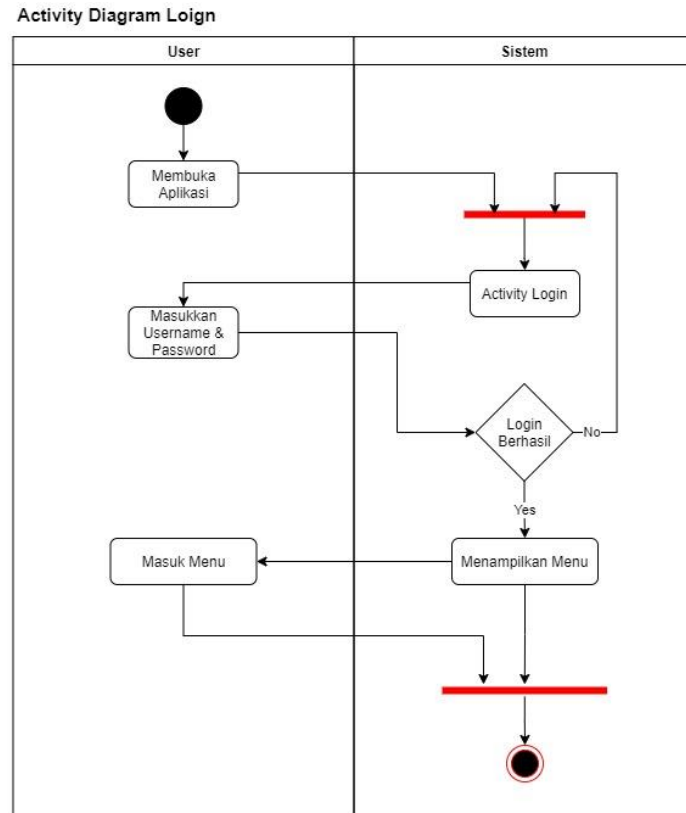 Activity Diagram Loign
User
Sistem
Membuka
Aplikasi
Activity Login
Masukkan
Username &
Password
Login
Berhasil
No
Yes
Masuk Menu
Menampilkan Menu